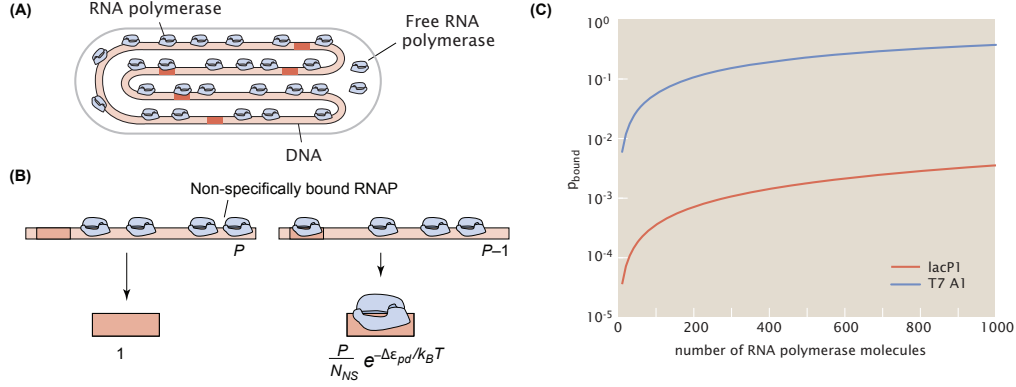 (A)
RNA polymerase
Free RNA
polymerase
DNA
(B)
Non-specifically bound RNAP
P
P–1
1
P
N_NS
e^{–Δε_pd/k_BT}
(C)
10^0
10^-1
10^-2
10^-3
10^-4
10^-5
p_bound
lacP1
T7 A1
0
200
400
600
800
1000
number of RNA polymerase molecules